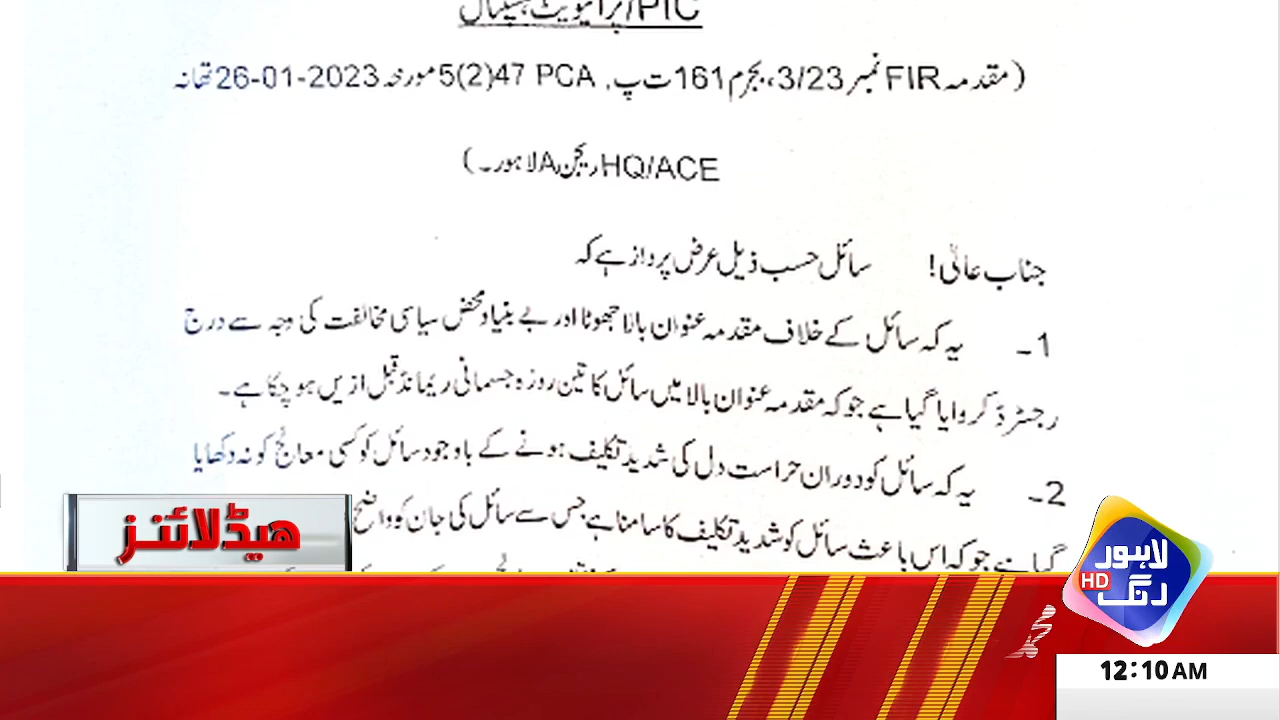 PIC/پرائیویٹ ہسپتال
(مقدمہ FIR نمبر 3/23، بجرم 161 ت پ, 5(2)47 PCA مورخہ 26-01-2023 تھانہ
HQ/ACE ریجن A لاہور۔)
جناب عالی! سائل حسب ذیل عرض پرداز ہے کہ
1۔ یہ کہ سائل کے خلاف مقدمہ عنوان بالا جھوٹا اور بے بنیاد محض سیاسی مخالفت کی وجہ سے درج
رجسٹرڈ کروایا گیا ہے جو کہ مقدمہ عنوان بالا میں سائل کا تین روزہ جسمانی ریمانڈ قبل ازیں ہو چکا ہے۔
2۔ یہ کہ سائل کو دوران حراست دل کی شدید تکلیف ہونے کے باوجود سائل کو کسی معالج کو نہ دکھایا
گیا ہے جو کہ اس باعث سائل کو شدید تکلیف کا سامنا ہے جس سے سائل کی جان کو واضح
ہیڈلائنز
لاہور
رنگ
HD
محمد
12:10 AM